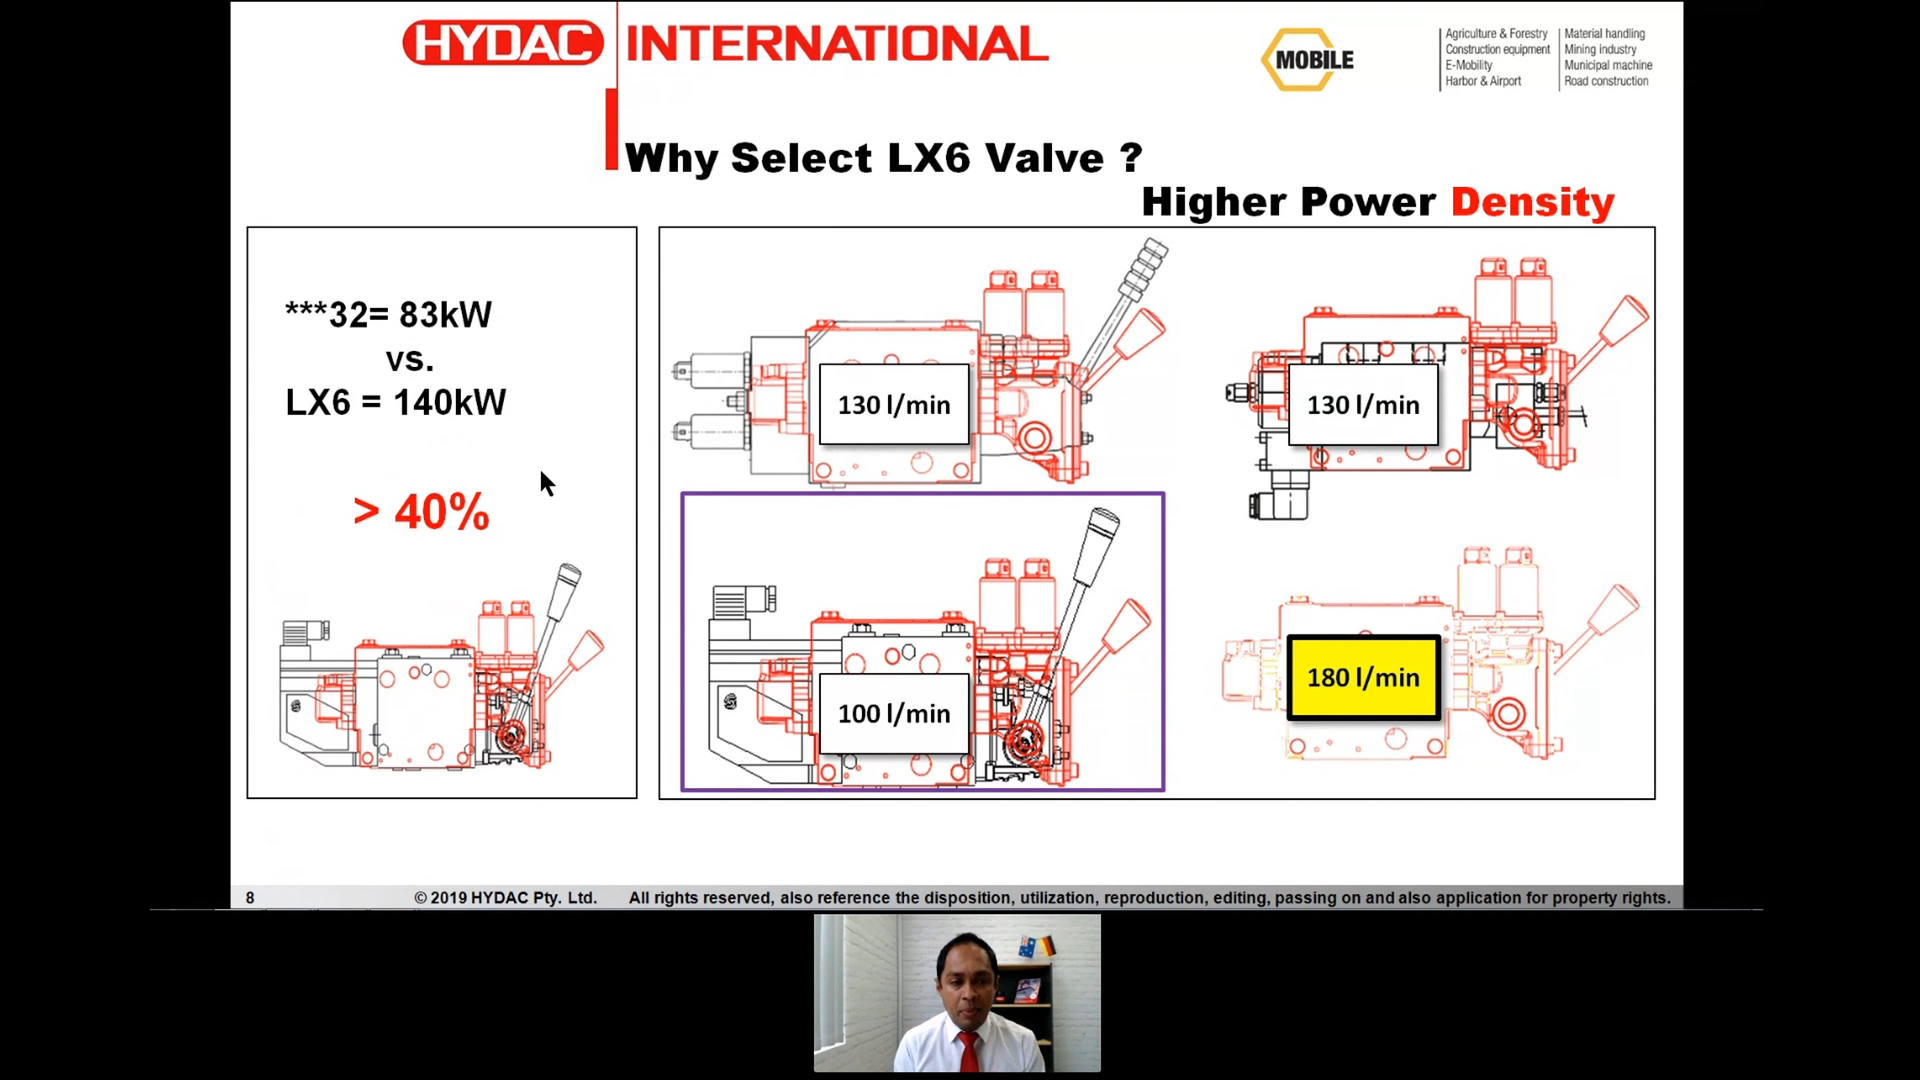 HYDAC INTERNATIONAL
MOBILE
Agriculture & Forestry
Construction equipment
E-Mobility
Harbor & Airport
Material handling
Mining industry
Municipal machine
Road construction
Why Select LX6 Valve ?
Higher Power Density
***32= 83kW
vs.
LX6 = 140kW
> 40%
130 l/min
130 l/min
100 l/min
180 l/min
8
© 2019 HYDAC Pty. Ltd.
All rights reserved, also reference the disposition, utilization, reproduction, editing, passing on and also application for property rights.